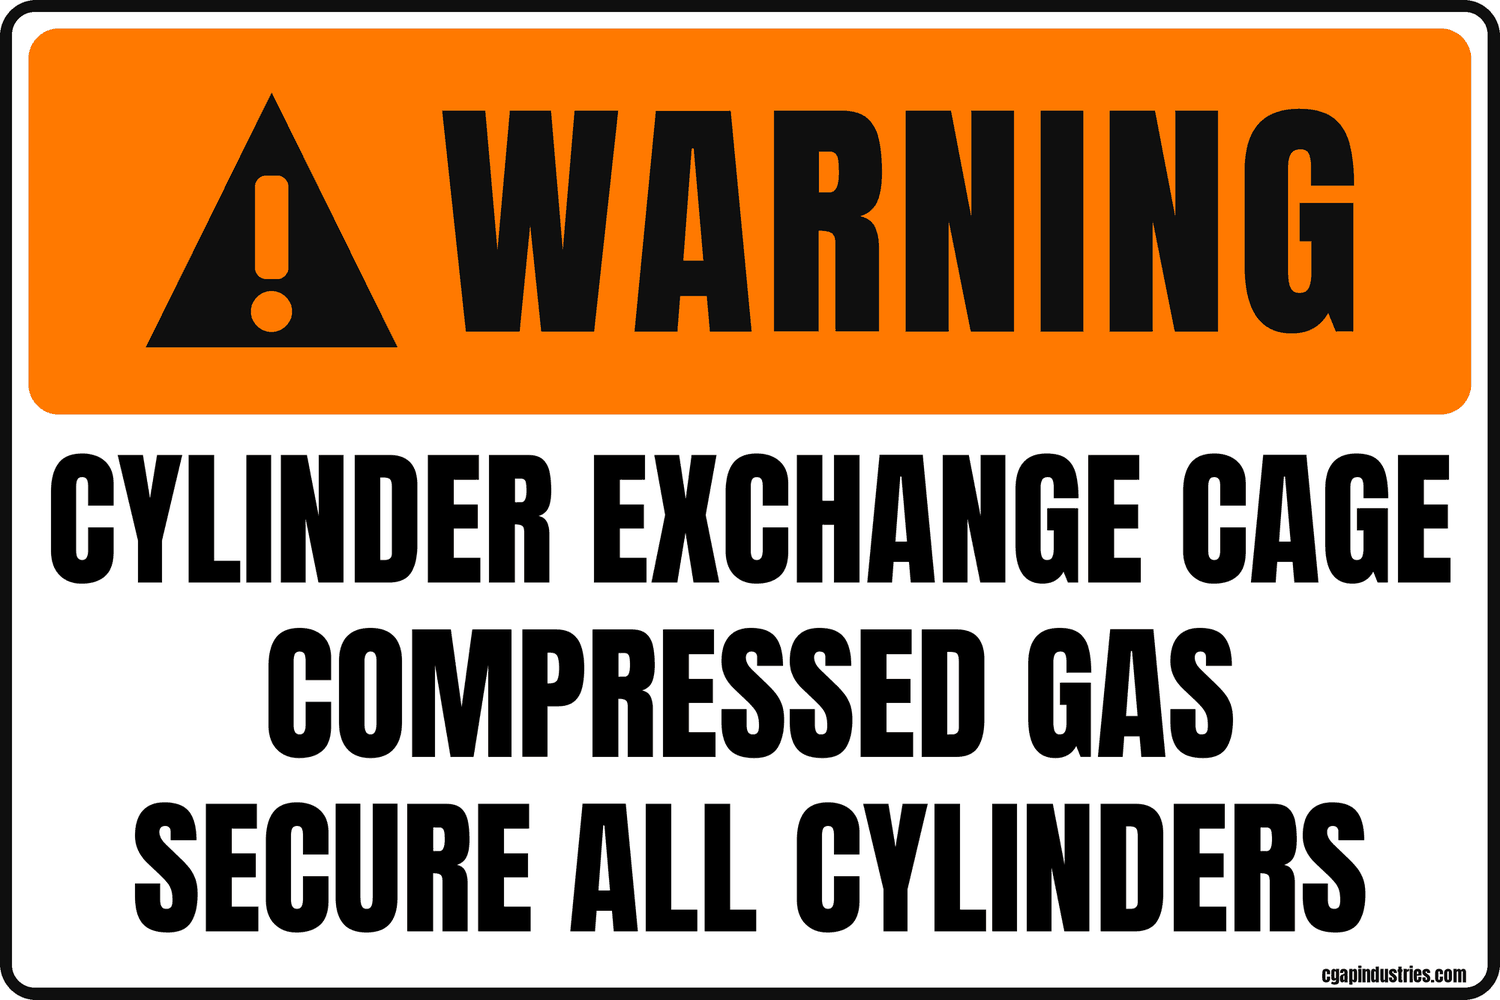 WARNING
CYLINDER EXCHANGE CAGE
COMPRESSED GAS
SECURE ALL CYLINDERS
cgapindustries.com